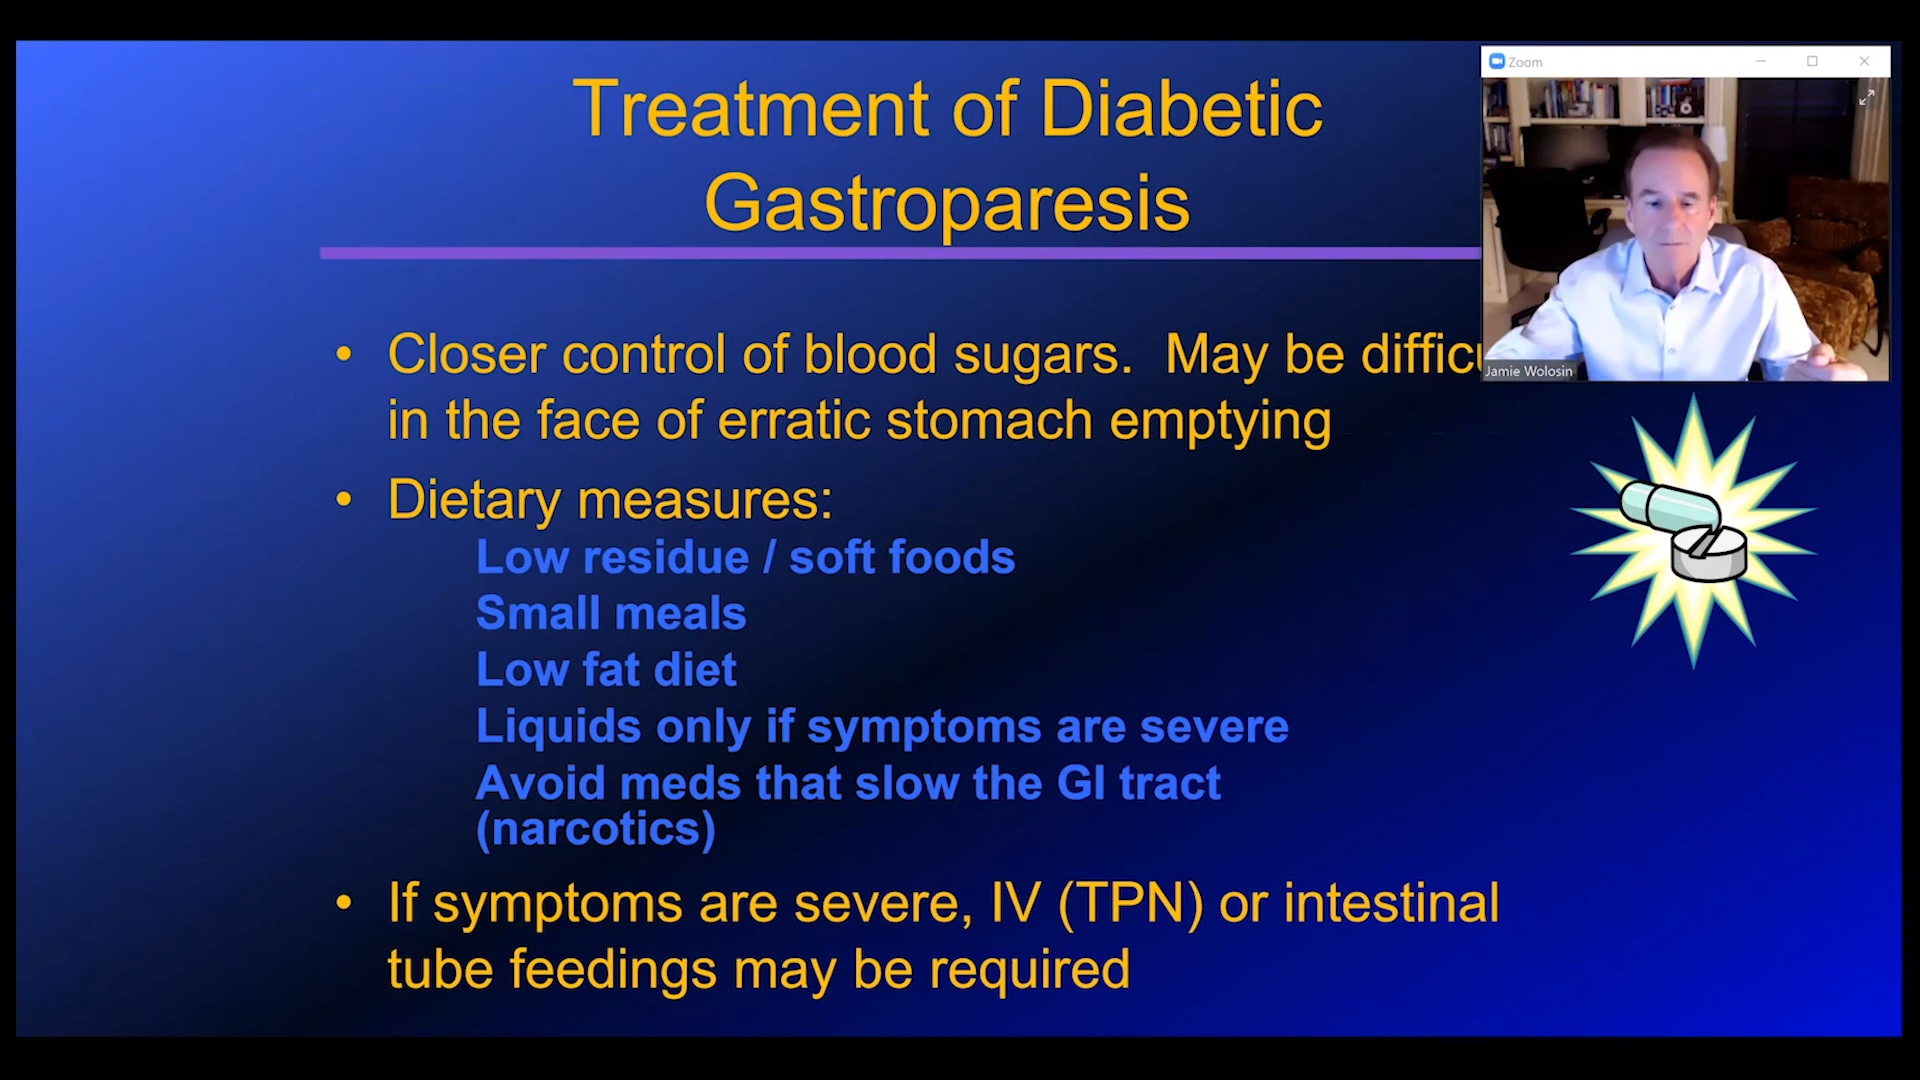 Treatment of Diabetic
Gastroparesis
Zoom
Jamie Wolosin
• Closer control of blood sugars. May be difficu
in the face of erratic stomach emptying
• Dietary measures:
Low residue / soft foods
Small meals
Low fat diet
Liquids only if symptoms are severe
Avoid meds that slow the GI tract
(narcotics)
• If symptoms are severe, IV (TPN) or intestinal
tube feedings may be required